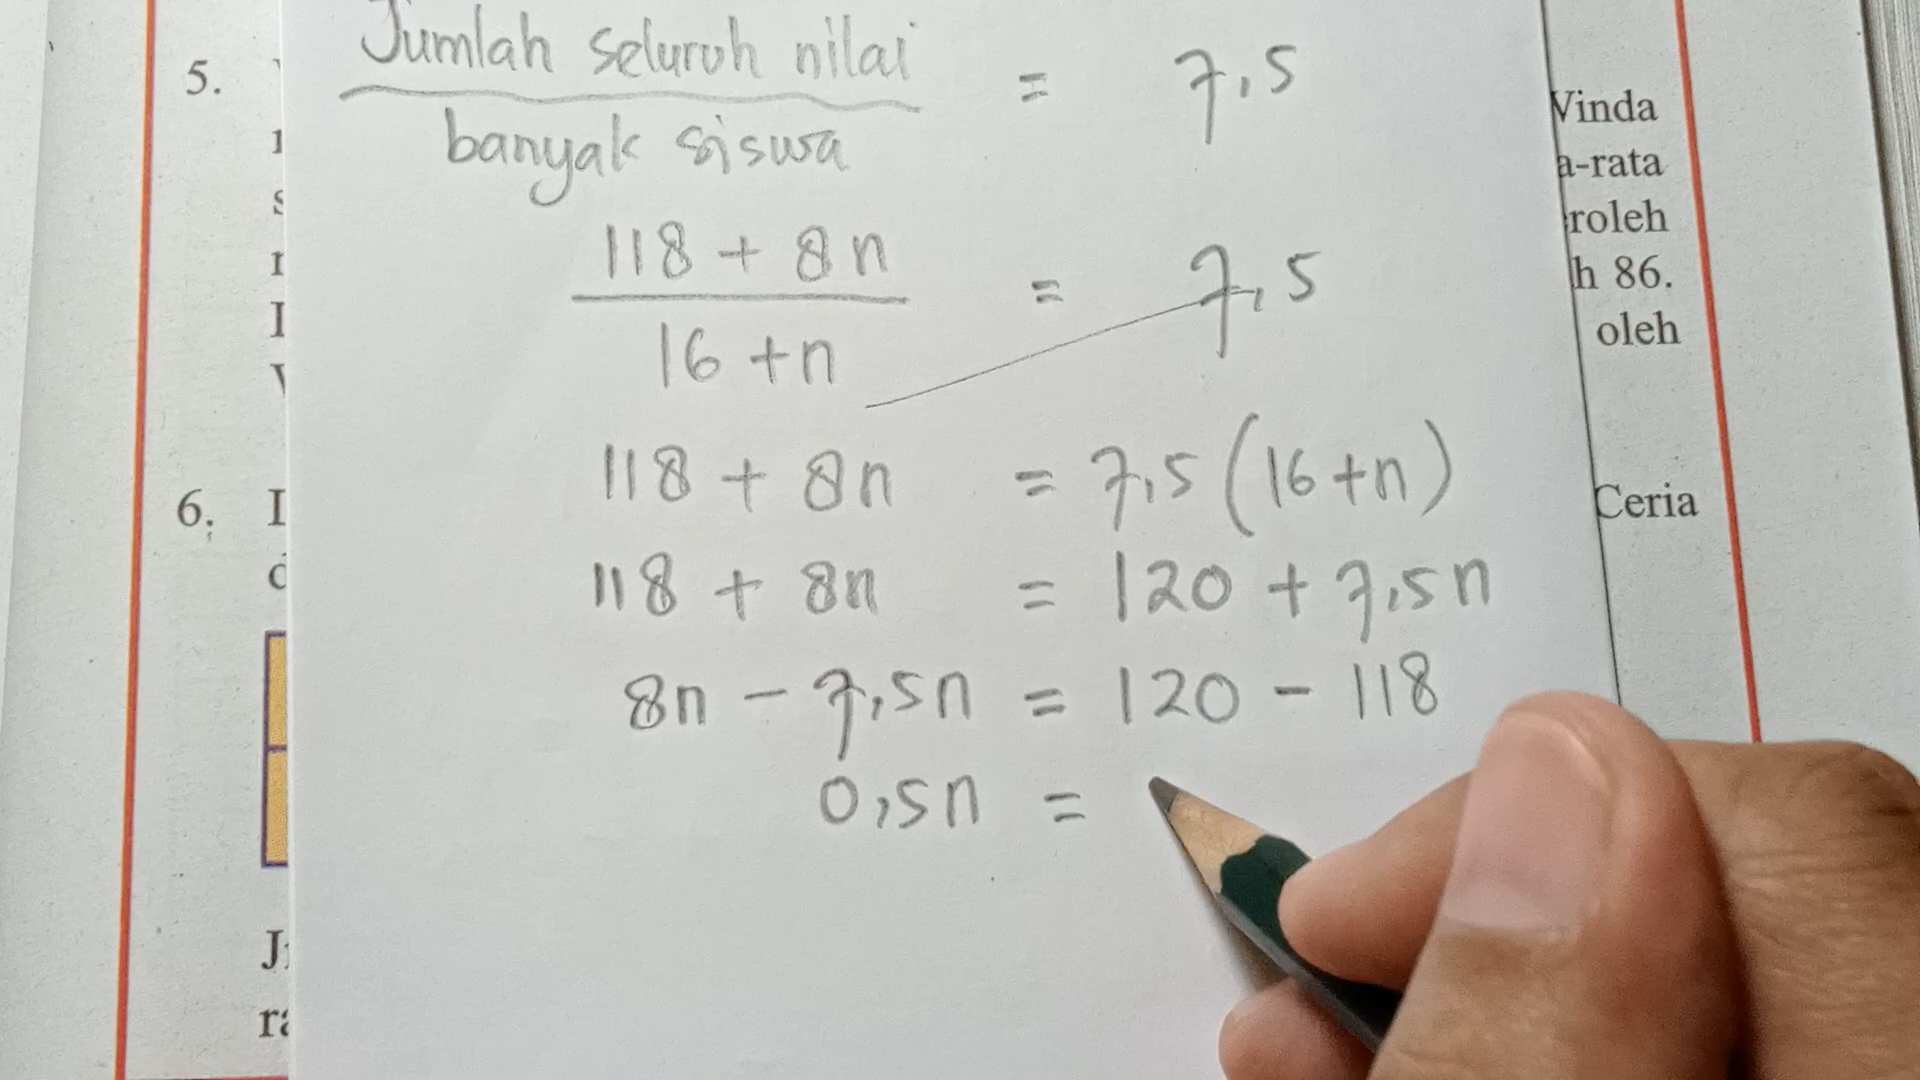 Jumlah seluruh nilai
banyak siswa
= 7,5
118 + 8n
16 + n
= 7,5
118 + 8n = 7,5 (16+n)
118 + 8n = 120 + 7,5n
8n - 7,5n = 120 - 118
0,5n =
5.
6.
Vinda
a-rata
roleh
h 86.
oleh
Ceria